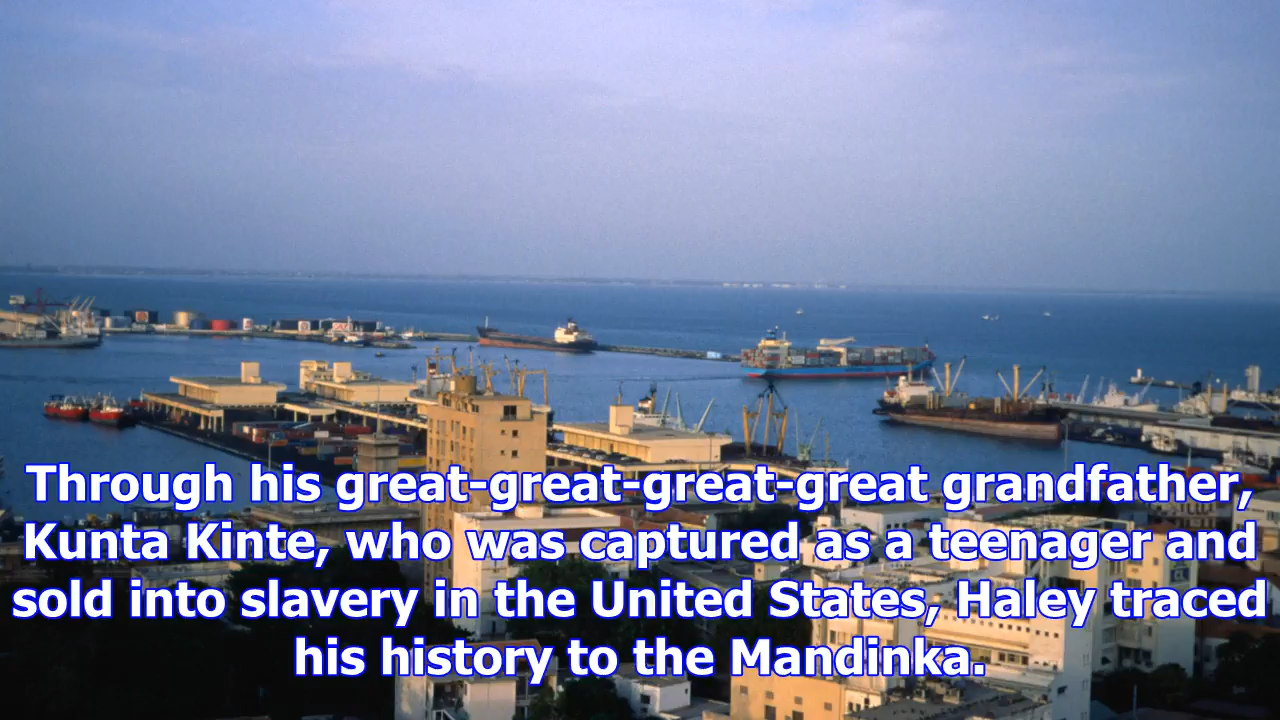 Through his great-great-great-great grandfather,
Kunta Kinte, who was captured as a teenager and
sold into slavery in the United States, Haley traced
his history to the Mandinka.